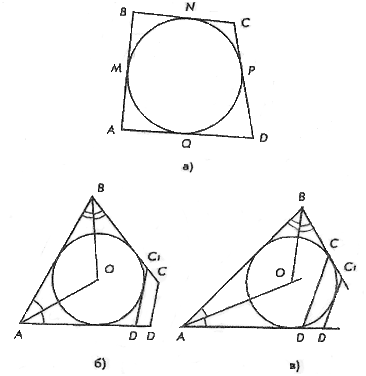 B N C
M P
A Q D
а)
B
O C₁
C
A D D
б)
B
C
O C₁
A D D
в)